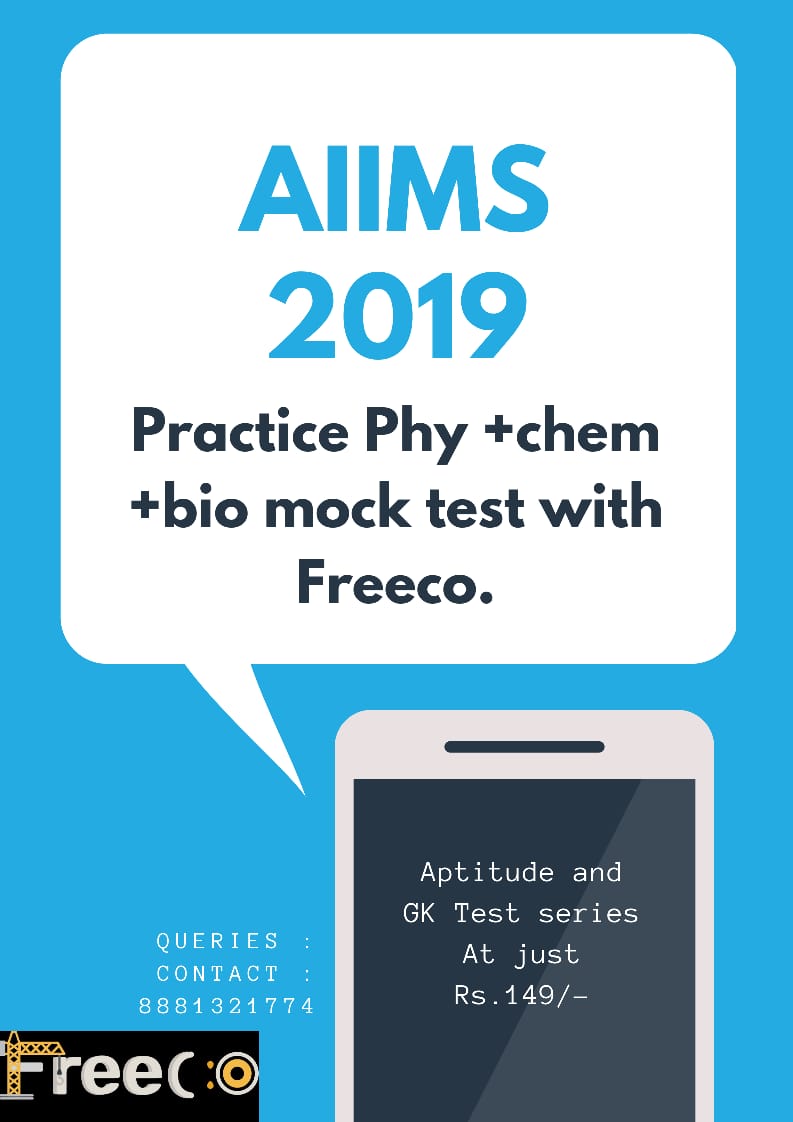 AIIMS
2019
Practice Phy +chem
+bio mock test with
Freeco.
Aptitude and
GK Test series
At just
Rs.149/-
QUERIES :
CONTACT :
8881321774
Freeco